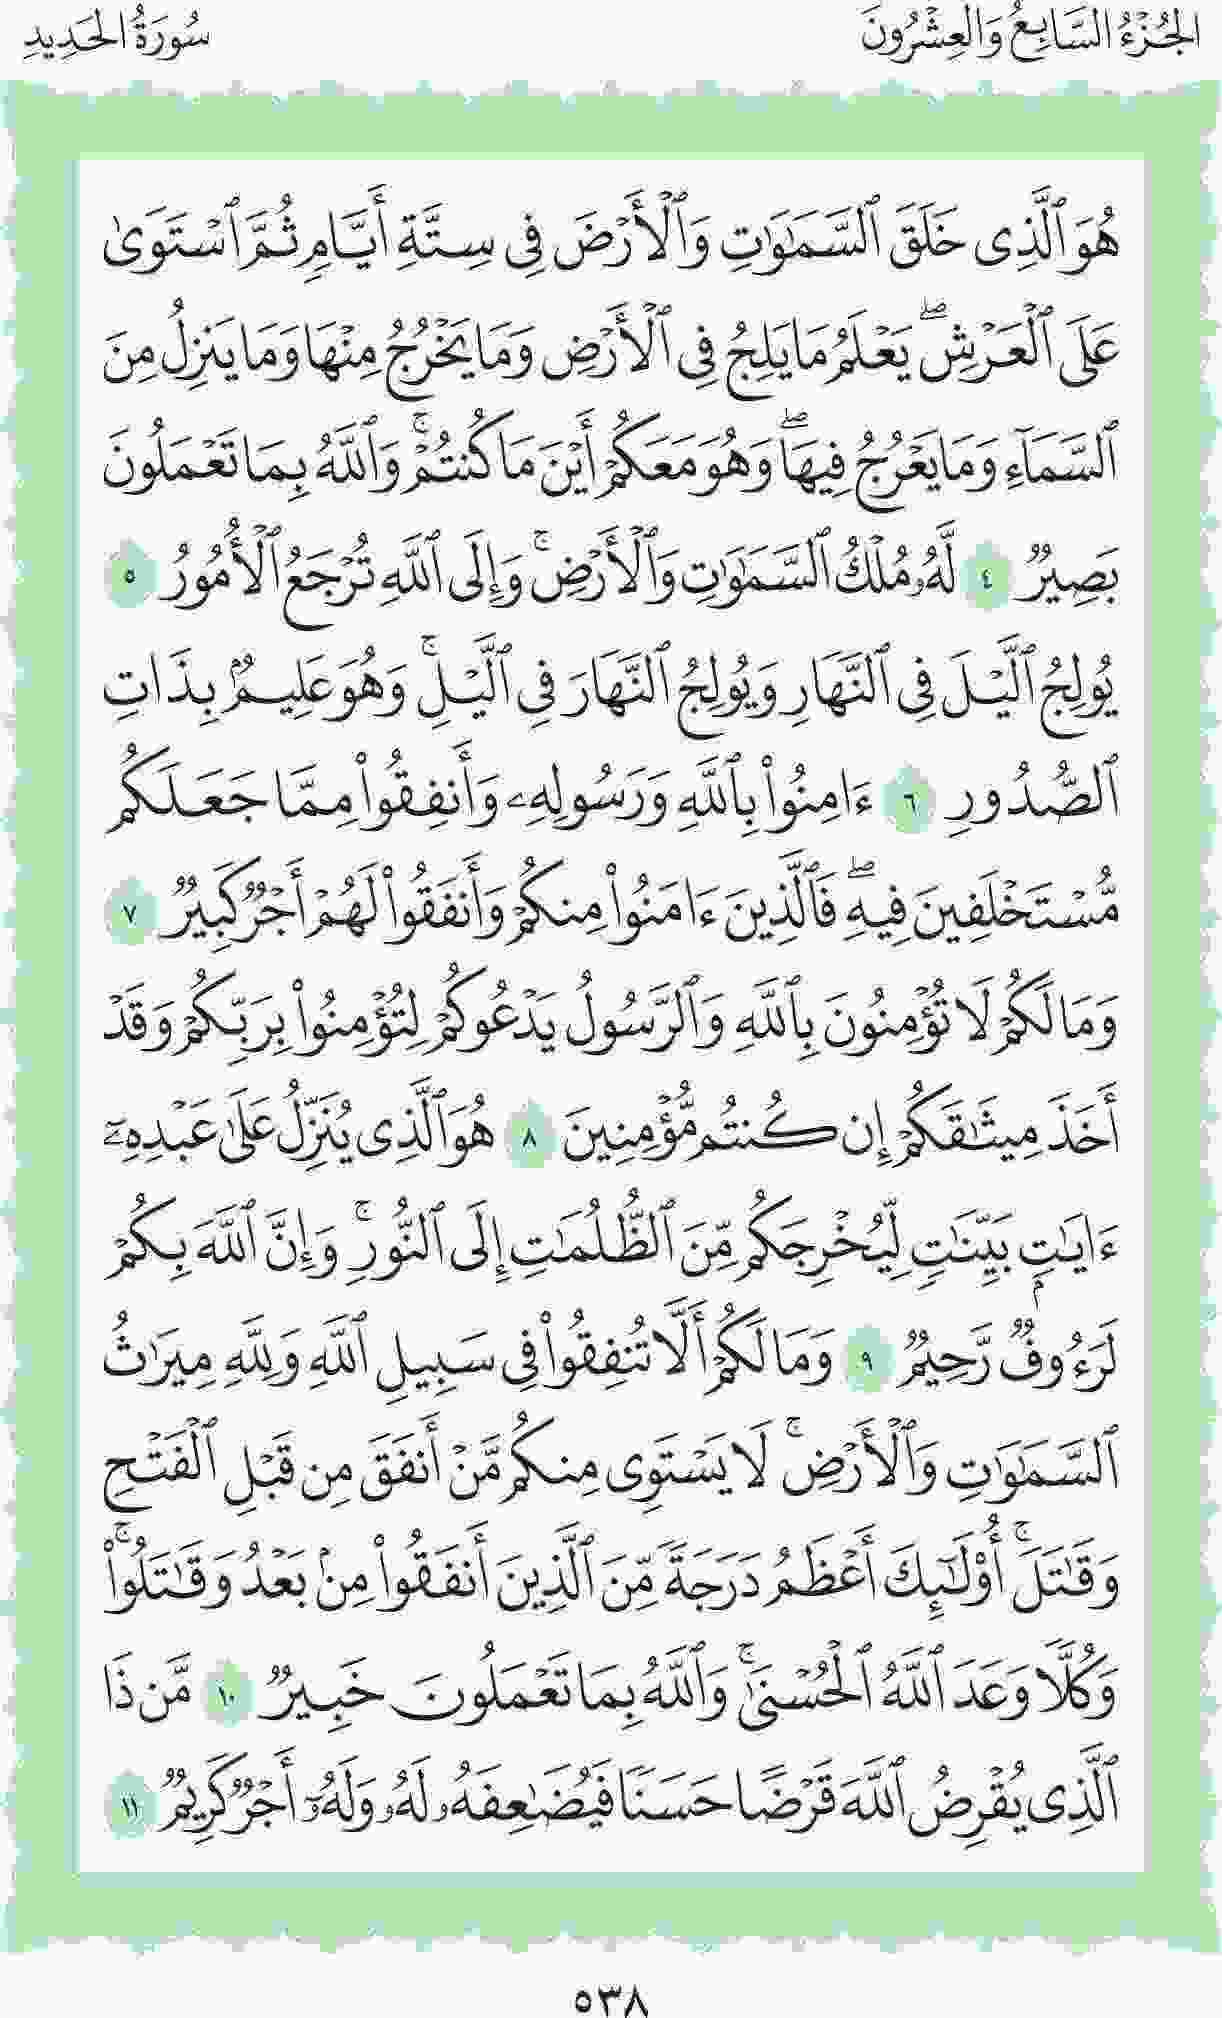 الجُزْءُ السَّابِعُ وَالعِشْرُونَ
سُورَةُ الحَدِيدِ
هُوَ ٱلَّذِى خَلَقَ ٱلسَّمَـٰوَٰتِ وَٱلْأَرْضَ فِى سِتَّةِ أَيَّامٍ ثُمَّ ٱسْتَوَىٰ
عَلَى ٱلْعَرْشِ ۖ يَعْلَمُ مَا يَلِجُ فِى ٱلْأَرْضِ وَمَا يَخْرُجُ مِنْهَا وَمَا يَنزِلُ مِنَ
ٱلسَّمَآءِ وَمَا يَعْرُجُ فِيهَا ۖ وَهُوَ مَعَكُمْ أَيْنَ مَا كُنتُمْ ۚ وَٱللَّهُ بِمَا تَعْمَلُونَ
بَصِيرٌ ٤ لَّهُۥ مُلْكُ ٱلسَّمَـٰوَٰتِ وَٱلْأَرْضِ ۚ وَإِلَى ٱللَّهِ تُرْجَعُ ٱلْأُمُورُ ٥
يُولِجُ ٱلَّيْلَ فِى ٱلنَّهَارِ وَيُولِجُ ٱلنَّهَارَ فِى ٱلَّيْلِ ۚ وَهُوَ عَلِيمٌۢ بِذَاتِ
ٱلصُّدُورِ ٦ ءَامِنُوا۟ بِٱللَّهِ وَرَسُولِهِۦ وَأَنفِقُوا۟ مِمَّا جَعَلَكُم
مُّسْتَخْلَفِينَ فِيهِ ۖ فَٱلَّذِينَ ءَامَنُوا۟ مِنكُمْ وَأَنفَقُوا۟ لَهُمْ أَجْرٌ كَبِيرٌ ٧
وَمَا لَكُمْ لَا تُؤْمِنُونَ بِٱللَّهِ وَٱلرَّسُولُ يَدْعُوكُمْ لِتُؤْمِنُوا۟ بِرَبِّكُمْ وَقَدْ
أَخَذَ مِيثَـٰقَكُمْ إِن كُنتُم مُّؤْمِنِينَ ٨ هُوَ ٱلَّذِى يُنَزِّلُ عَلَىٰ عَبْدِهِۦٓ
ءَايَـٰتٍۭ بَيِّنَـٰتٍ لِّيُخْرِجَكُم مِّنَ ٱلظُّلُمَـٰتِ إِلَى ٱلنُّورِ ۚ وَإِنَّ ٱللَّهَ بِكُمْ
لَرَءُوفٌ رَّحِيمٌ ٩ وَمَا لَكُمْ أَلَّا تُنفِقُوا۟ فِى سَبِيلِ ٱللَّهِ وَلِلَّهِ مِيرَٰثُ
ٱلسَّمَـٰوَٰتِ وَٱلْأَرْضِ ۚ لَا يَسْتَوِى مِنكُم مَّنْ أَنفَقَ مِن قَبْلِ ٱلْفَتْحِ
وَقَـٰتَلَ ۚ أُو۟لَـٰٓئِكَ أَعْظَمُ دَرَجَةً مِّنَ ٱلَّذِينَ أَنفَقُوا۟ مِنۢ بَعْدُ وَقَـٰتَلُوا۟ ۚ
وَكُلًّا وَعَدَ ٱللَّهُ ٱلْحُسْنَىٰ ۚ وَٱللَّهُ بِمَا تَعْمَلُونَ خَبِيرٌ ١٠ مَّن ذَا
ٱلَّذِى يُقْرِضُ ٱللَّهَ قَرْضًا حَسَنًا فَيُضَـٰعِفَهُۥ لَهُۥ وَلَهُۥٓ أَجْرٌ كَرِيمٌ ١١
٥٣٨